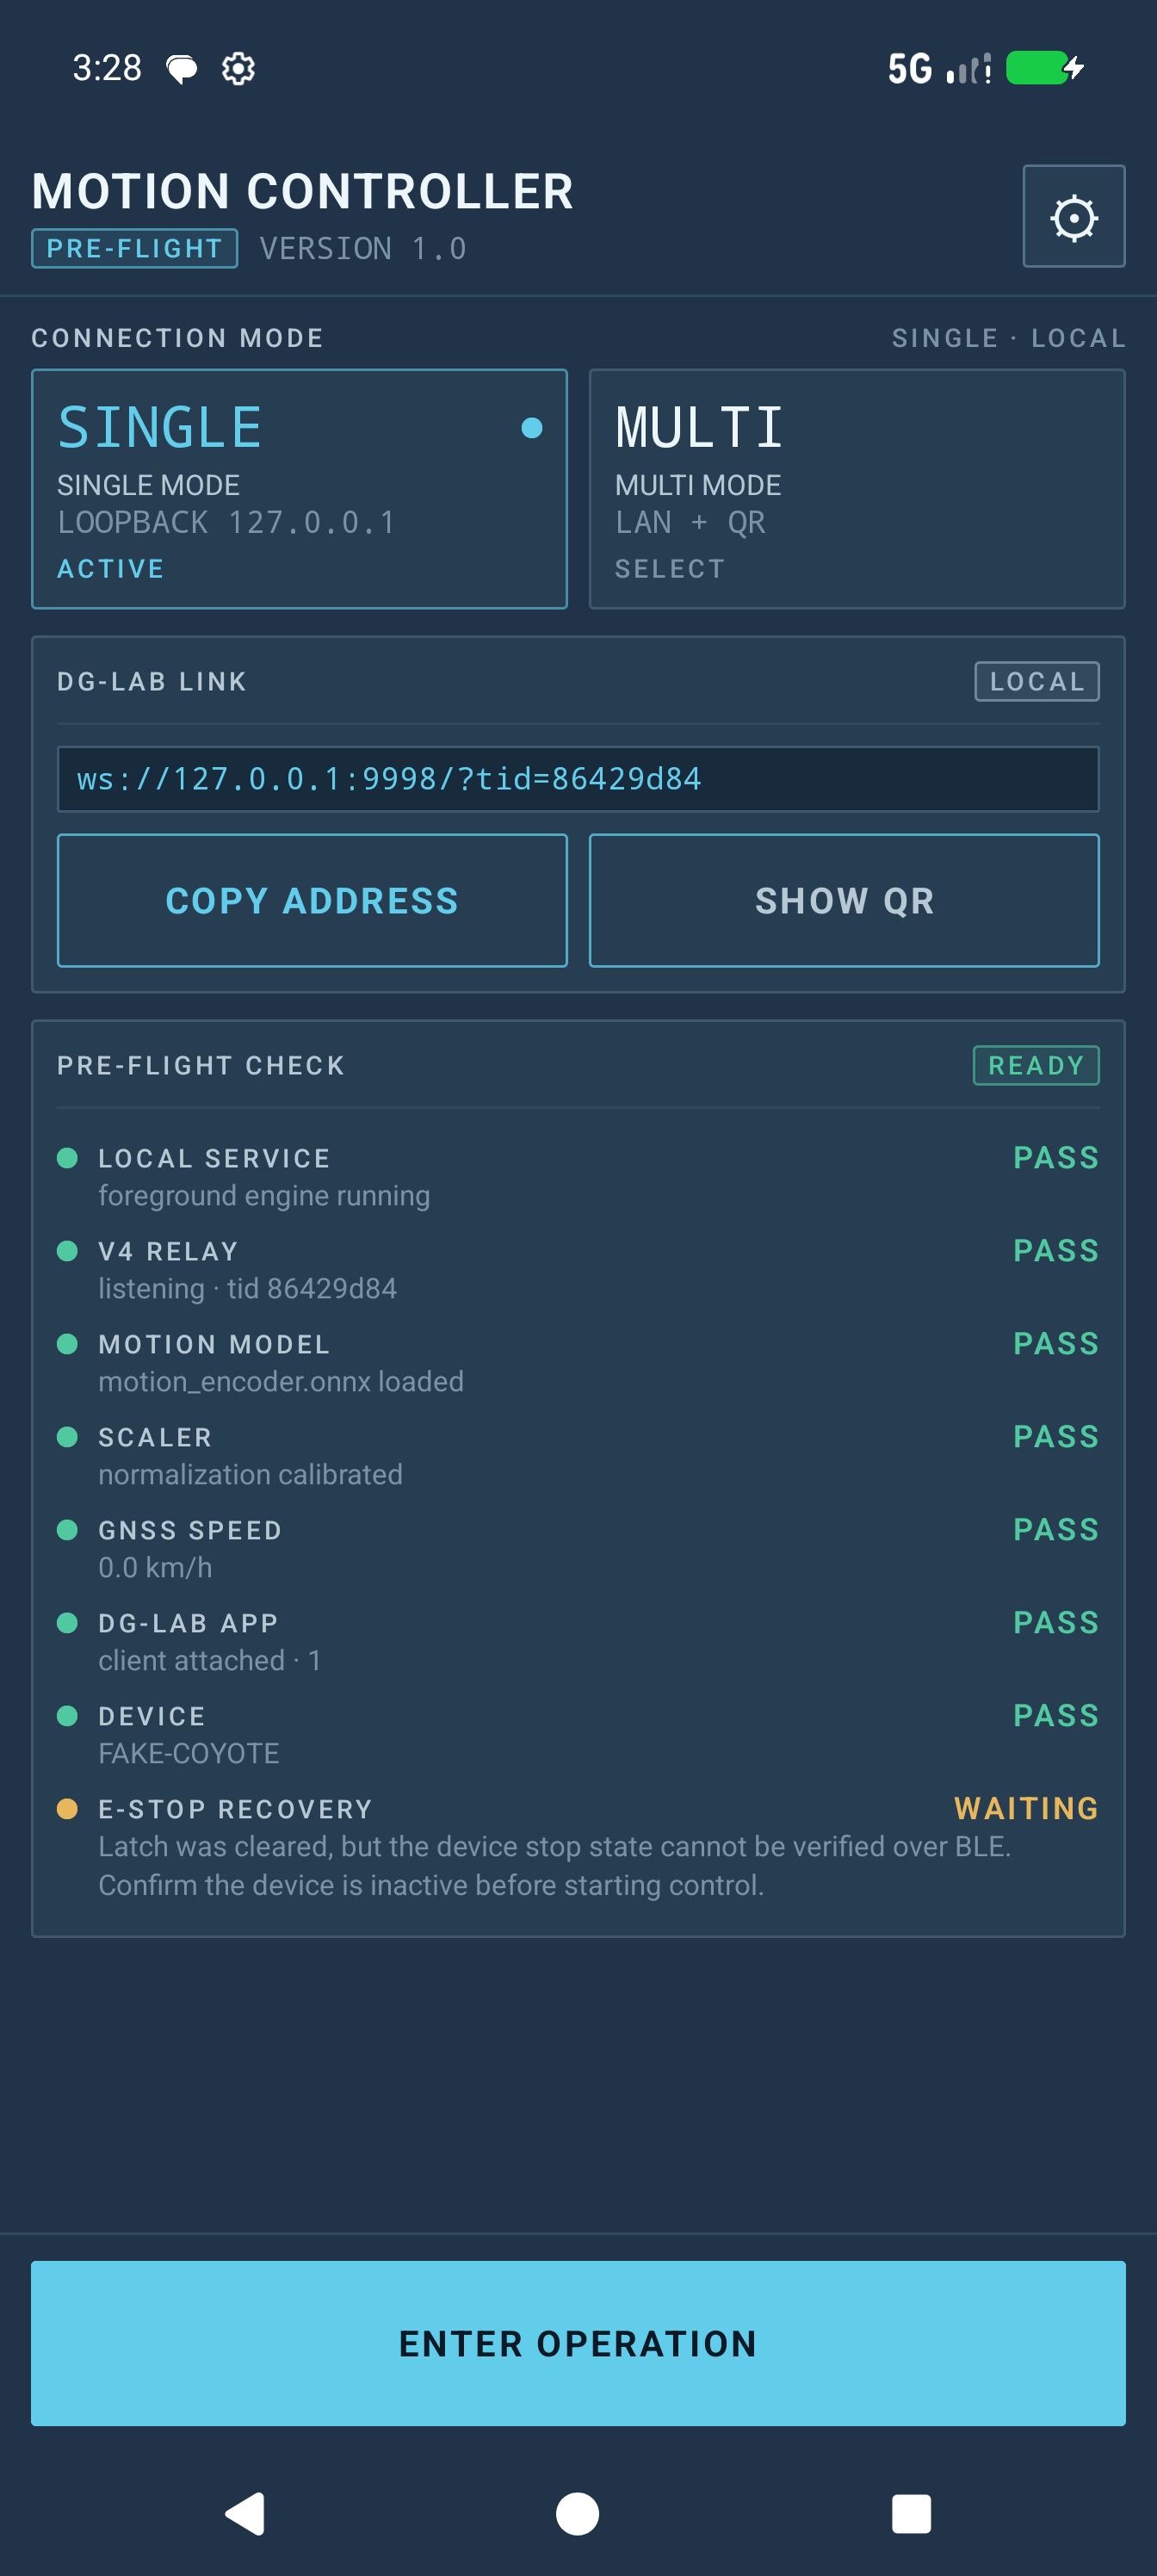 3:28
5G
MOTION CONTROLLER
PRE-FLIGHT VERSION 1.0
CONNECTION MODE
SINGLE · LOCAL
SINGLE
SINGLE MODE
LOOPBACK 127.0.0.1
ACTIVE
MULTI
MULTI MODE
LAN + QR
SELECT
DG-LAB LINK
LOCAL
ws://127.0.0.1:9998/?tid=86429d84
COPY ADDRESS
SHOW QR
PRE-FLIGHT CHECK
READY
LOCAL SERVICE
PASS
foreground engine running
V4 RELAY
PASS
listening · tid 86429d84
MOTION MODEL
PASS
motion_encoder.onnx loaded
SCALER
PASS
normalization calibrated
GNSS SPEED
PASS
0.0 km/h
DG-LAB APP
PASS
client attached · 1
DEVICE
PASS
FAKE-COYOTE
E-STOP RECOVERY
WAITING
Latch was cleared, but the device stop state cannot be verified over BLE.
Confirm the device is inactive before starting control.
ENTER OPERATION